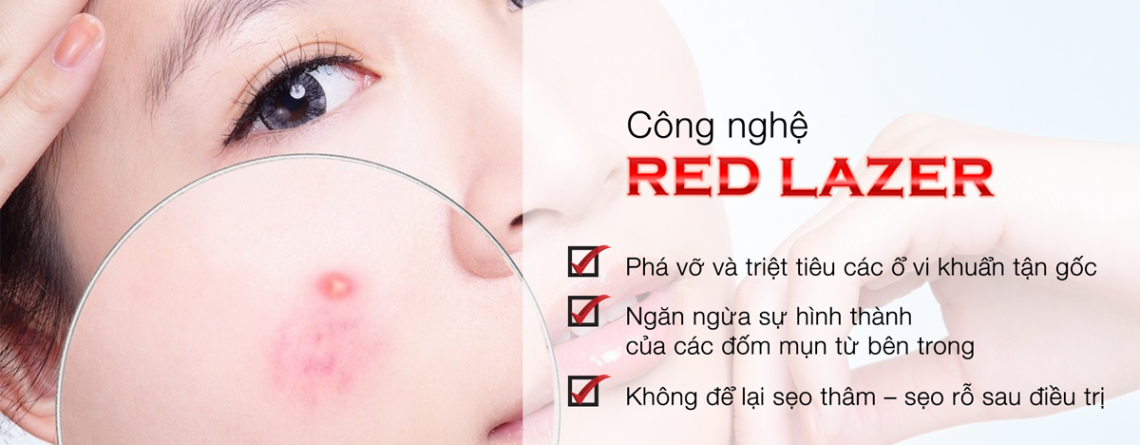 Công nghệ
RED LAZER
Phá vỡ và triệt tiêu các ổ vi khuẩn tận gốc
Ngăn ngừa sự hình thành
của các đốm mụn từ bên trong
Không để lại sẹo thâm – sẹo rỗ sau điều trị